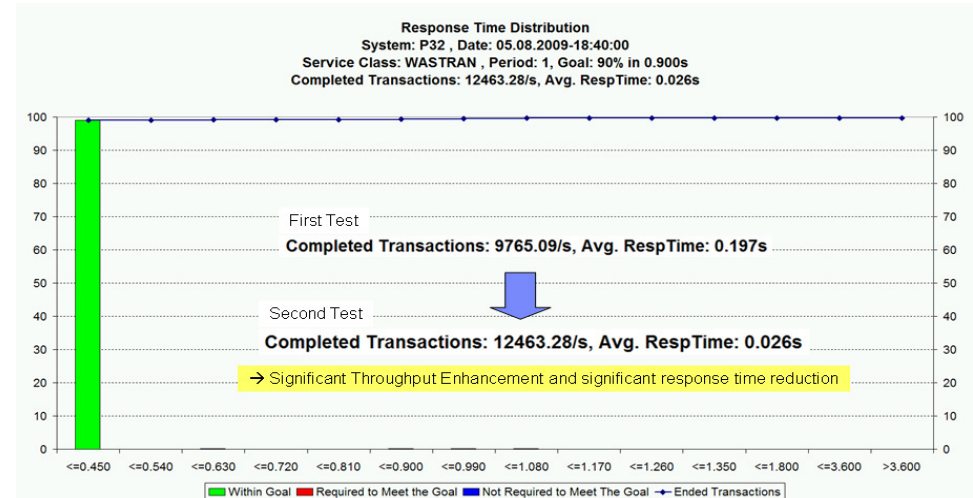 Response Time Distribution
System: P32 , Date: 05.08.2009-18:40:00
Service Class: WASTRAN , Period: 1, Goal: 90% in 0.900s
Completed Transactions: 12463.28/s, Avg. RespTime: 0.026s
100 100
90 90
80 80
70 70
First Test
60 60
Completed Transactions: 9765.09/s, Avg. RespTime: 0.197s
50 50
40 40
Second Test
30 30
Completed Transactions: 12463.28/s, Avg. RespTime: 0.026s
20 20
→ Significant Throughput Enhancement and significant response time reduction
10 10
0 0
<=0.450 <=0.540 <=0.630 <=0.720 <=0.810 <=0.900 <=0.990 <=1.080 <=1.170 <=1.260 <=1.350 <=1.800 <=3.600 >3.600
Within Goal Required to Meet the Goal Not Required to Meet The Goal Ended Transactions